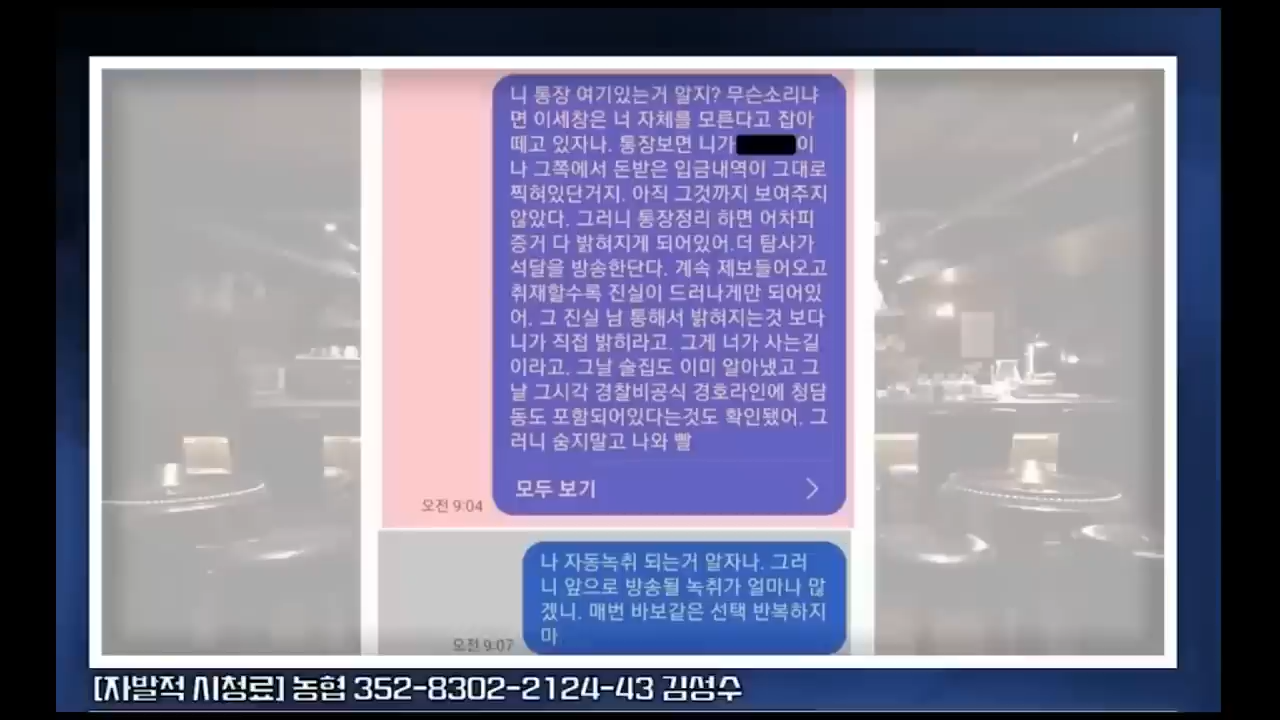 니 통장 여기있는거 알지? 무슨소리냐
면 이세창은 너 자체를 모른다고 잡아
떼고 있자나. 통장보면 니가 이
나 그쪽에서 돈받은 입금내역이 그대로
찍혀있단거지. 아직 그것까지 보여주지
않았다. 그러니 통장정리 하면 어차피
증거 다 밝혀지게 되어있어.더 탐사가
석달을 방송한단다. 계속 제보들어오고
취재할수록 진실이 드러나게만 되어있
어. 그 진실 남 통해서 밝혀지는것 보다
니가 직접 밝히라고. 그게 너가 사는길
이라고. 그날 술집도 이미 알아냈고 그
날 그시각 경찰비공식 경호라인에 청담
동도 포함되어있다는것도 확인됐어. 그
러니 숨지말고 나와 빨
모두 보기
오전 9:04
나 자동녹취 되는거 알자나. 그러
니 앞으로 방송될 녹취가 얼마나 많
겠니. 매번 바보같은 선택 반복하지
마
오전 9:07
[자발적 시청료] 농협 352-8302-2124-43 김성수